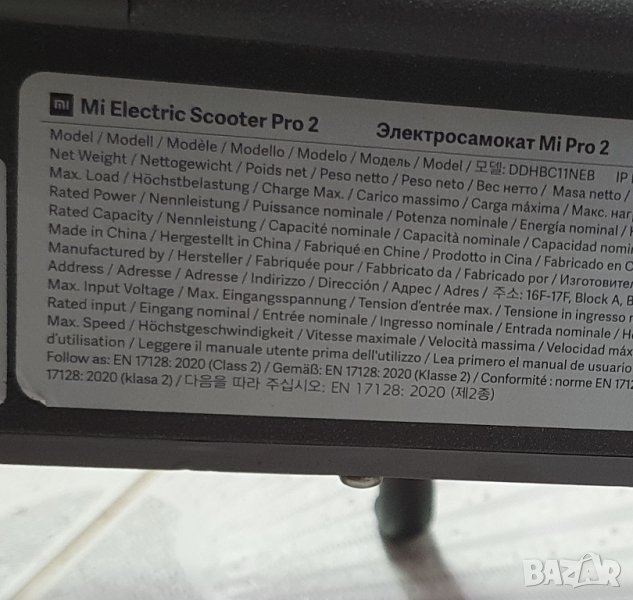 mi Mi Electric Scooter Pro 2 Электросамокат Mi Pro 2
Model / Modell / Modèle / Modello / Modelo / Модель / Model / 모델: DDHBC11NEB IP
Net Weight / Nettogewicht / Poids net / Peso netto / Peso neto / Вес нетто / Masa netto /
Max. Load / Höchstbelastung / Charge Max. / Carico massimo / Carga máxima / Макс. наг
Rated Power / Nennleistung / Puissance nominale / Potenza nominale / Energía nominal /
Rated Capacity / Nennleistung / Capacité nominale / Capacità nominale / Capacidad nomin
Made in China / Hergestellt in China / Fabriqué en Chine / Prodotto in Cina / Fabricado en C
Manufactured by / Hersteller / Fabriquée pour / Fabbricato da / Fabricado por / Изготовител
Address / Adresse / Adresse / Indirizzo / Dirección / Адрес / Adres / 주소: 16F-17F, Block A, B
Max. Input Voltage / Max. Eingangsspannung / Tension d'entrée max. / Tensione in ingresso
Rated input / Eingang nominal / Entrée nominale / Ingresso nominale / Entrada nominale / Н
Max. Speed / Höchstgeschwindigkeit / Vitesse maximale / Velocità massima / Velocidad máx
d'utilisation / Leggere il manuale utente prima dell'utilizzo / Lea primero el manual de usuario
Follow as: EN 17128: 2020 (Class 2) / Gemäß: EN 17128: 2020 (Klasse 2) / Conformité : norme EN 171
17128: 2020 (klasa 2) / 다음을 따라 주십시오: EN 17128: 2020 (제2종)
BAZAR